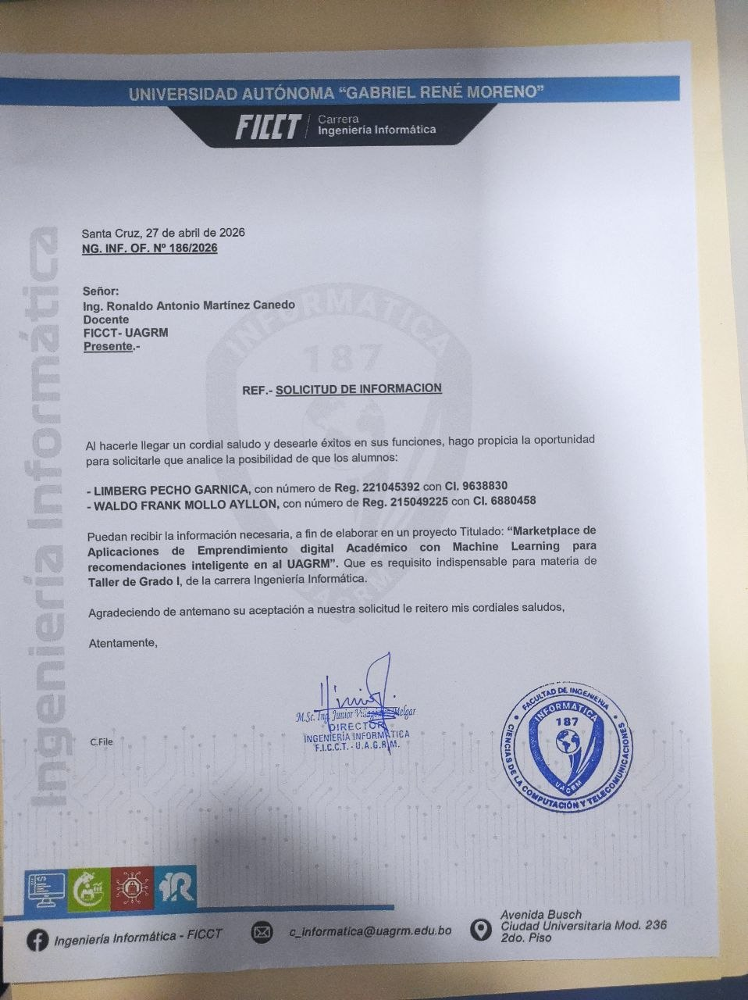 UNIVERSIDAD AUTÓNOMA “GABRIEL RENÉ MORENO”
FICCT
Carrera
Ingeniería Informática
Ingeniería Informática
Santa Cruz, 27 de abril de 2026
NG. INF. OF. Nº 186/2026
Señor:
Ing. Ronaldo Antonio Martínez Canedo
Docente
FICCT- UAGRM
Presente.-
INFORMATICA
187
UAGRM
REF.- SOLICITUD DE INFORMACION
Al hacerle llegar un cordial saludo y desearle éxitos en sus funciones, hago propicia la oportunidad
para solicitarle que analice la posibilidad de que los alumnos:
- LIMBERG PECHO GARNICA, con número de Reg. 221045392 con CI. 9638830
- WALDO FRANK MOLLO AYLLON, con número de Reg. 215049225 con CI. 6880458
Puedan recibir la información necesaria, a fin de elaborar en un proyecto Titulado: “Marketplace de
Aplicaciones de Emprendimiento digital Académico con Machine Learning para
recomendaciones inteligente en al UAGRM”. Que es requisito indispensable para materia de
Taller de Grado I, de la carrera Ingeniería Informática.
Agradeciendo de antemano su aceptación a nuestra solicitud le reitero mis cordiales saludos,
Atentamente,
M.Sc. Ing. Junior Melgar
DIRECTOR
INGENIERÍA INFORMÁTICA
F.I.C.C.T. - U.A.G.R.M.
C.File
FACULTAD DE INGENIERIA
CIENCIAS DE LA COMPUTACIÓN Y TELECOMUNICACIONES
INFORMATICA
187
UAGRM
Ingeniería Informática - FICCT
c_informatica@uagrm.edu.bo
Avenida Busch
Ciudad Universitaria Mod. 236
2do. Piso